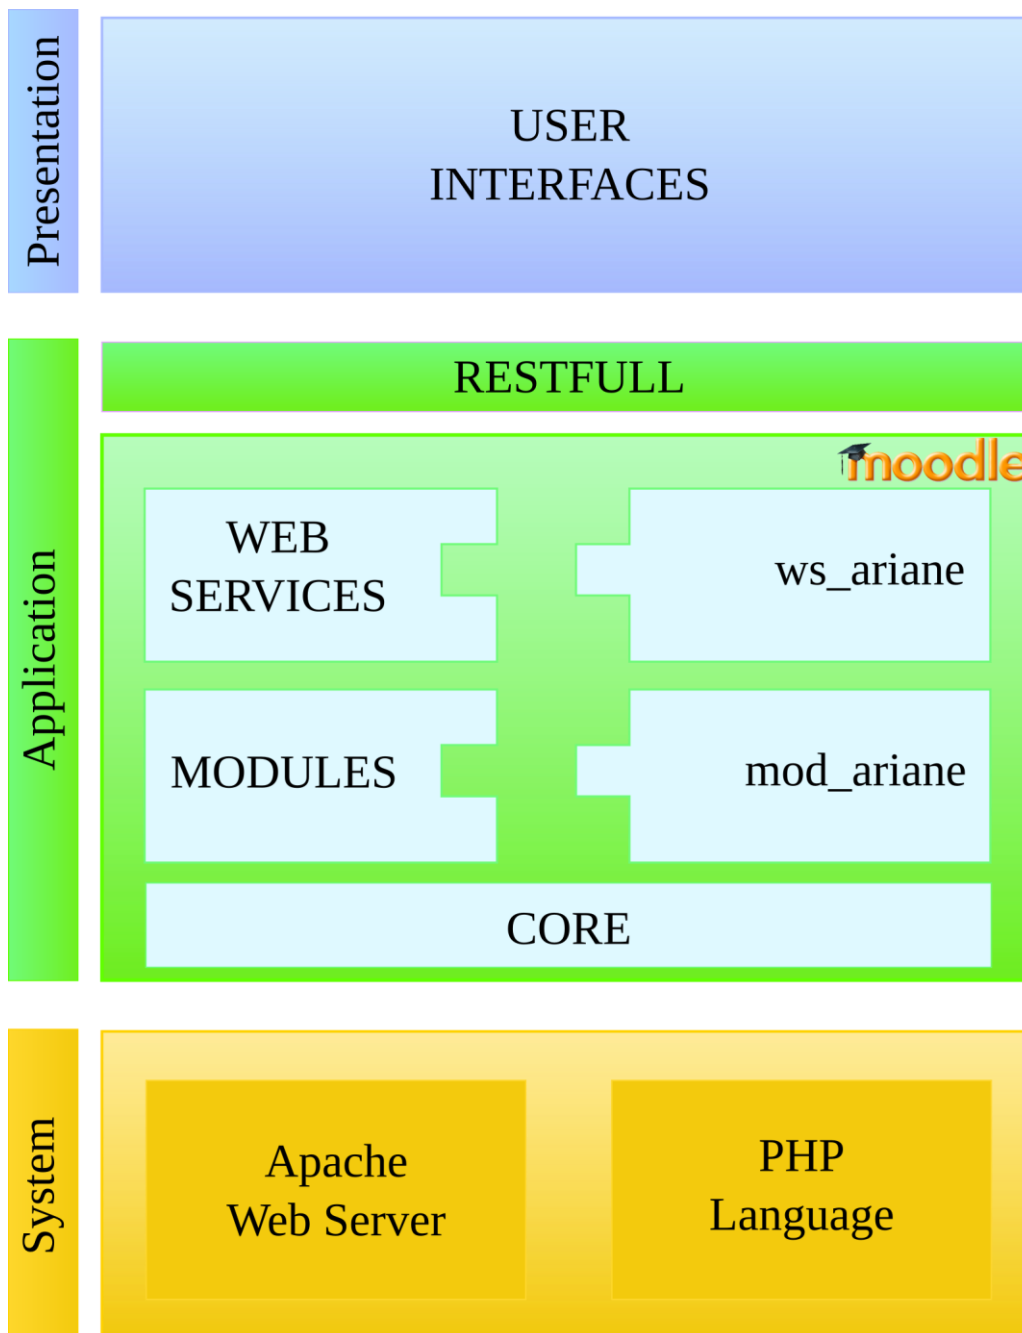 Presentation
USER
INTERFACES
Application
RESTFULL
moodle
WEB
SERVICES
ws_ariane
MODULES
mod_ariane
CORE
System
Apache
Web Server
PHP
Language